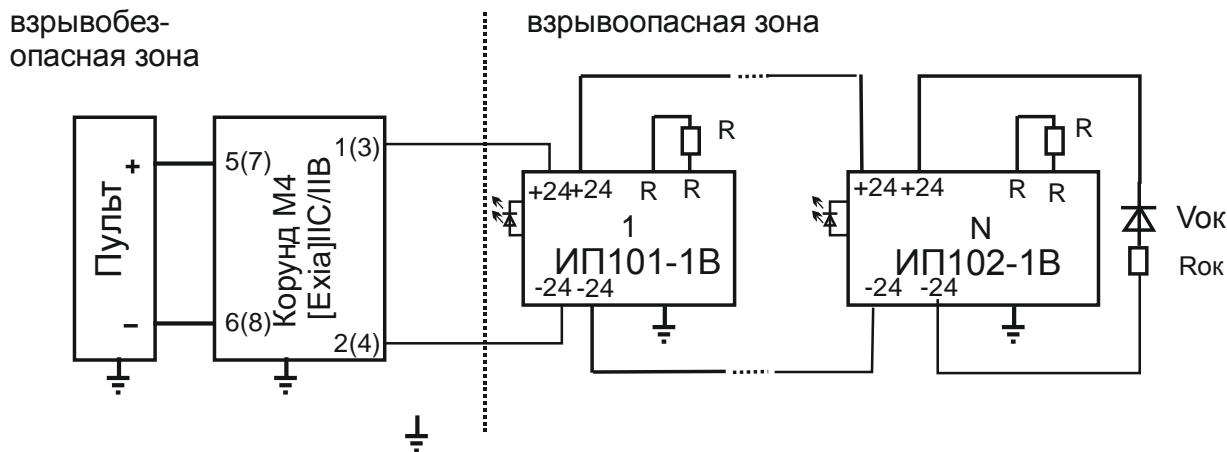 взрывобез-
опасная зона
взрывоопасная зона
Пульт
+
–
5(7)
6(8)
Корунд М4
[Exia]IIC/IIB
1(3)
2(4)
R
+24 +24 R R
1
ИП101-1В
-24 -24
R
+24 +24 R R
N
ИП102-1В
-24 -24
Vок
Rок